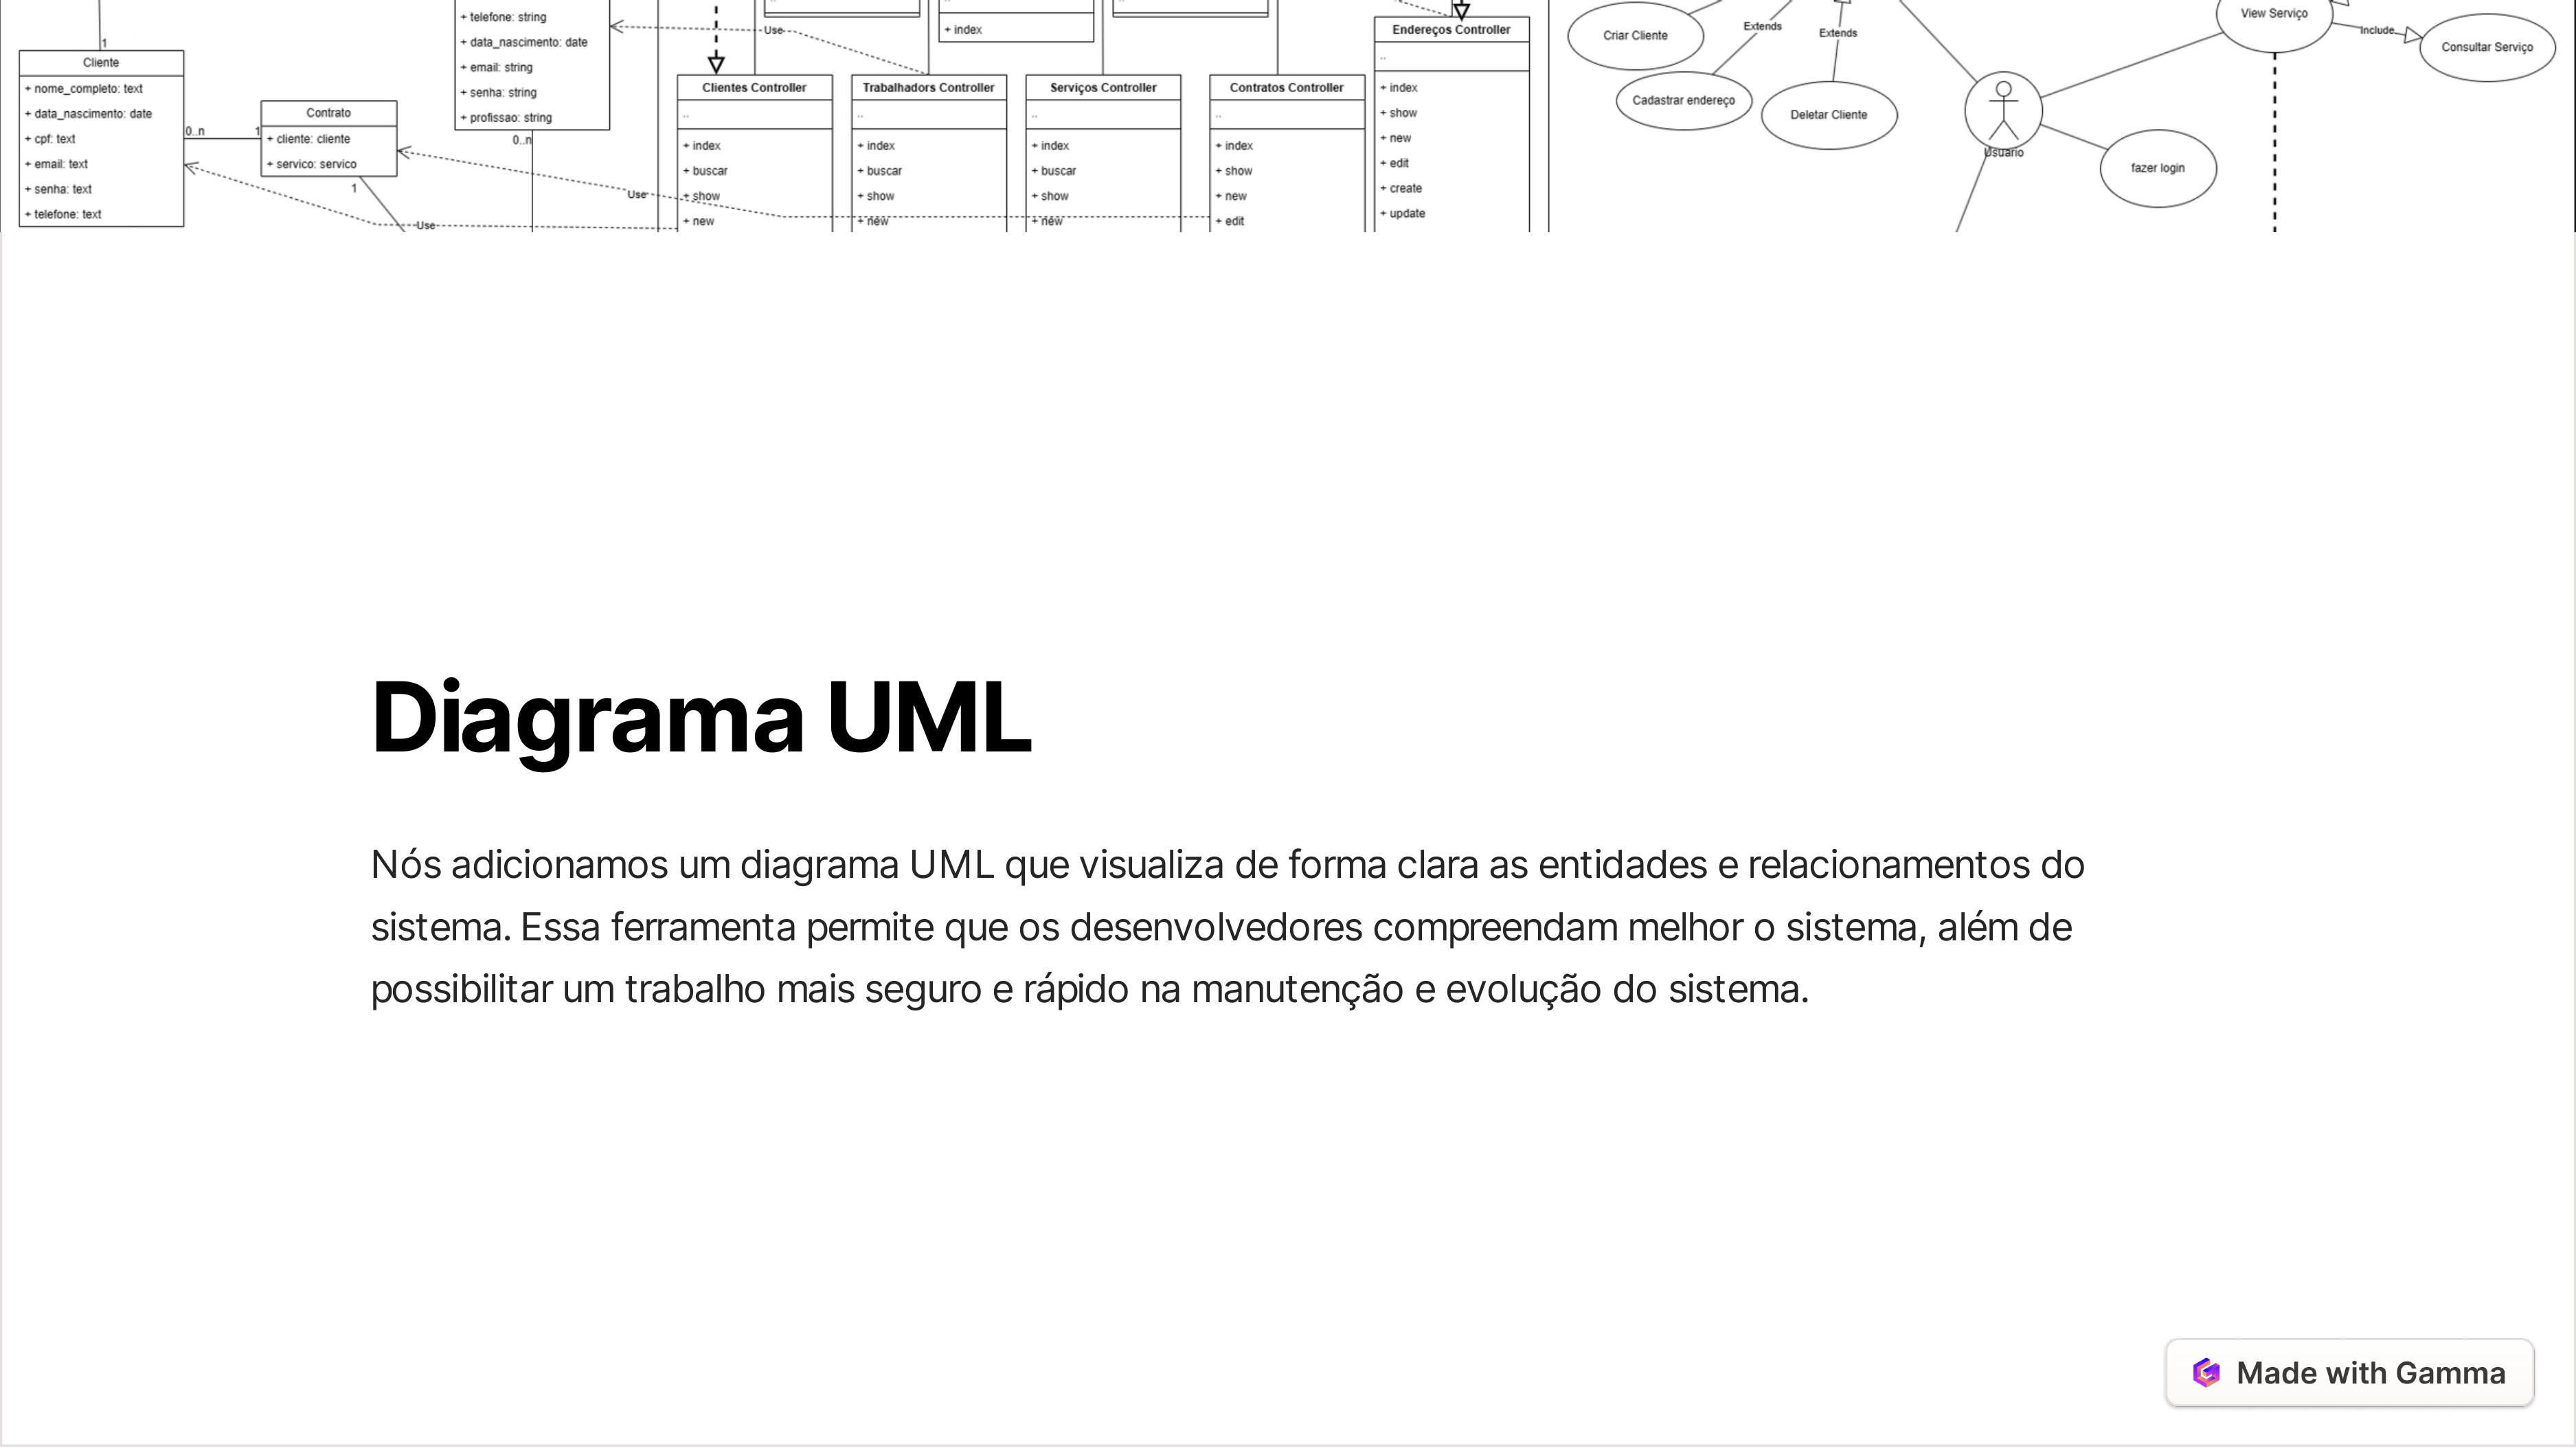 1
Cliente
+ nome_completo: text
+ data_nascimento: date
+ cpf: text
+ email: text
+ senha: text
+ telefone: text
0..n
1
Contrato
+ cliente: cliente
+ servico: servico
1
+ telefone: string
+ data_nascimento: date
+ email: string
+ senha: string
+ profissao: string
0..n
Use
Use
Use
+ index
Clientes Controller
..
+ index
+ buscar
+ show
+ new
Trabalhadors Controller
..
+ index
+ buscar
+ show
+ new
Serviços Controller
..
+ index
+ buscar
+ show
+ new
Contratos Controller
..
+ index
+ show
+ new
+ edit
Endereços Controller
..
+ index
+ show
+ new
+ edit
+ create
+ update
Criar Cliente
Extends
Extends
Cadastrar endereço
Deletar Cliente
Usuario
View Serviço
Include
Consultar Serviço
fazer login
Diagrama UML
Nós adicionamos um diagrama UML que visualiza de forma clara as entidades e relacionamentos do
sistema. Essa ferramenta permite que os desenvolvedores compreendam melhor o sistema, além de
possibilitar um trabalho mais seguro e rápido na manutenção e evolução do sistema.
Made with Gamma